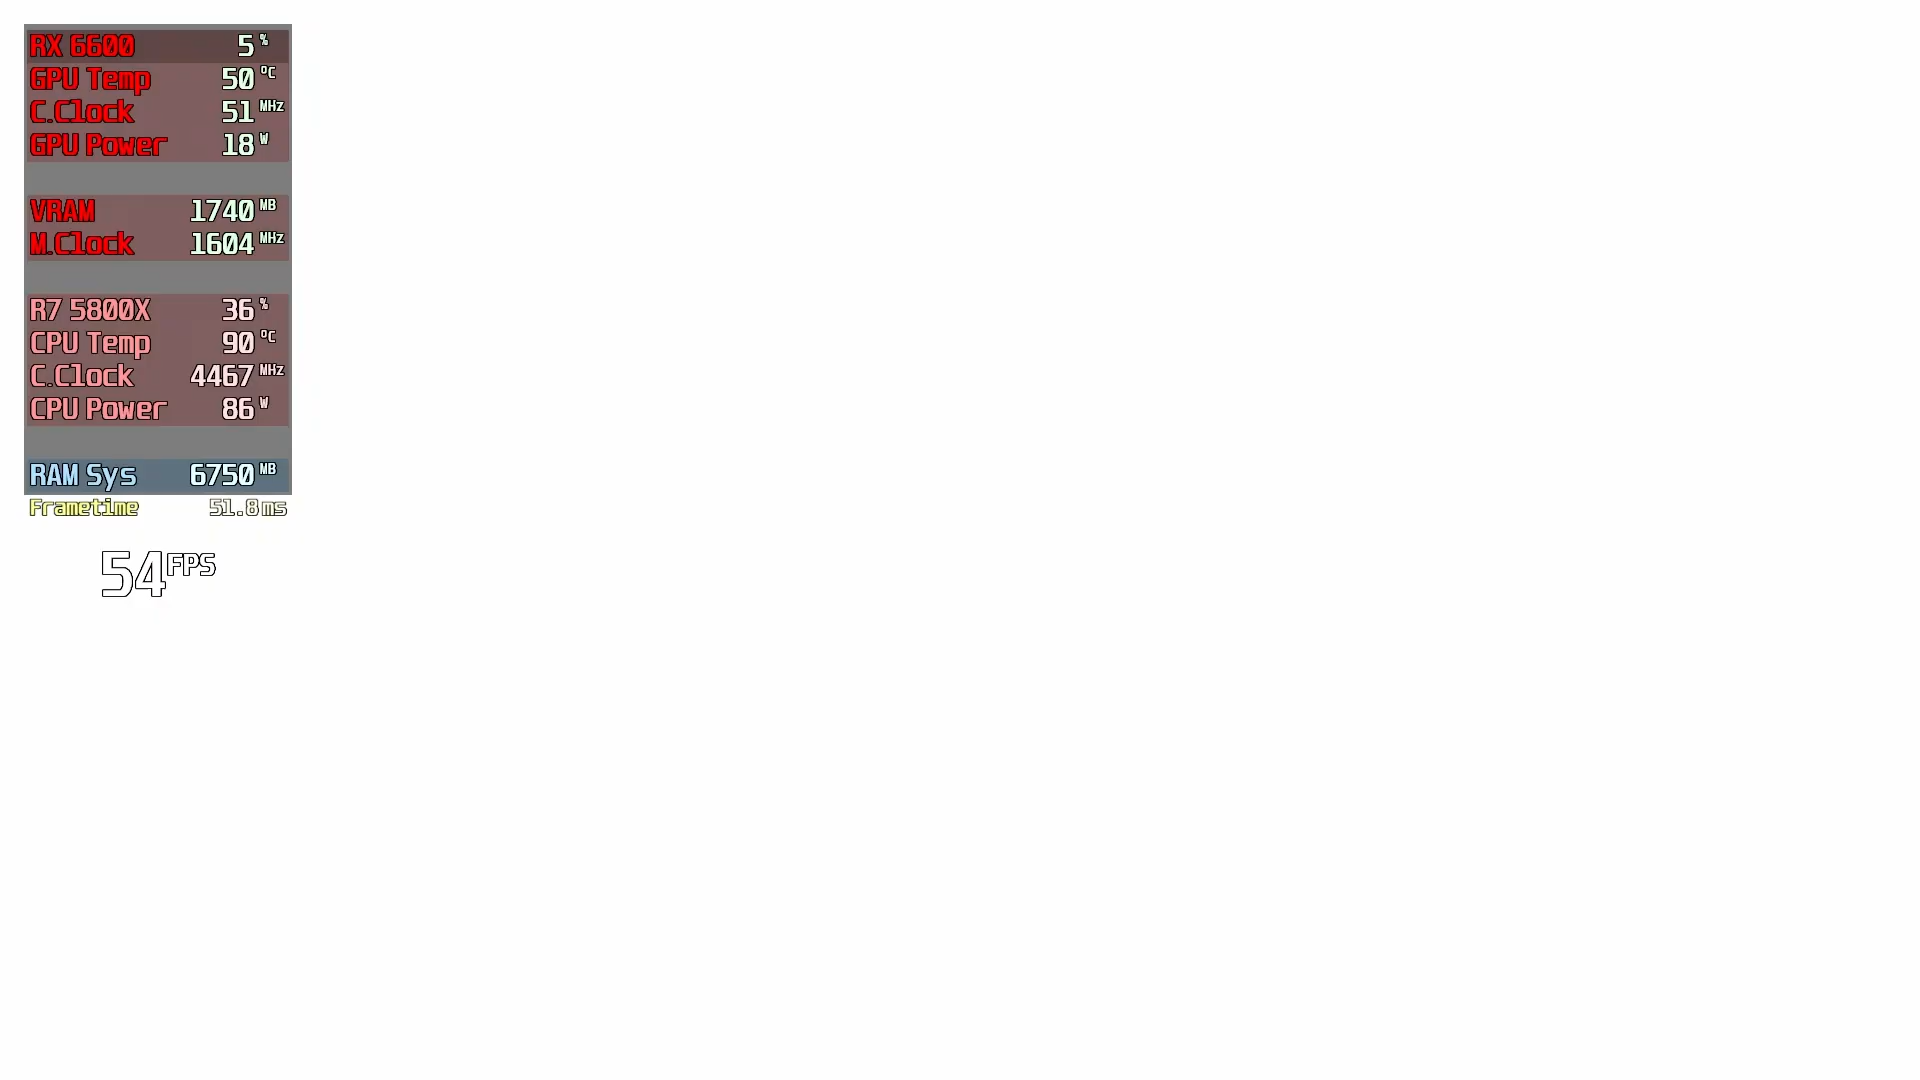 RX 6600 5 %
GPU Temp 50 °C
C.Clock 51 MHz
GPU Power 18 W
VRAM 1740 MB
M.Clock 1604 MHz
R7 5800X 36 %
CPU Temp 90 °C
C.Clock 4467 MHz
CPU Power 86 W
RAM Sys 6750 MB
Frametime 51.8 ms
54 FPS